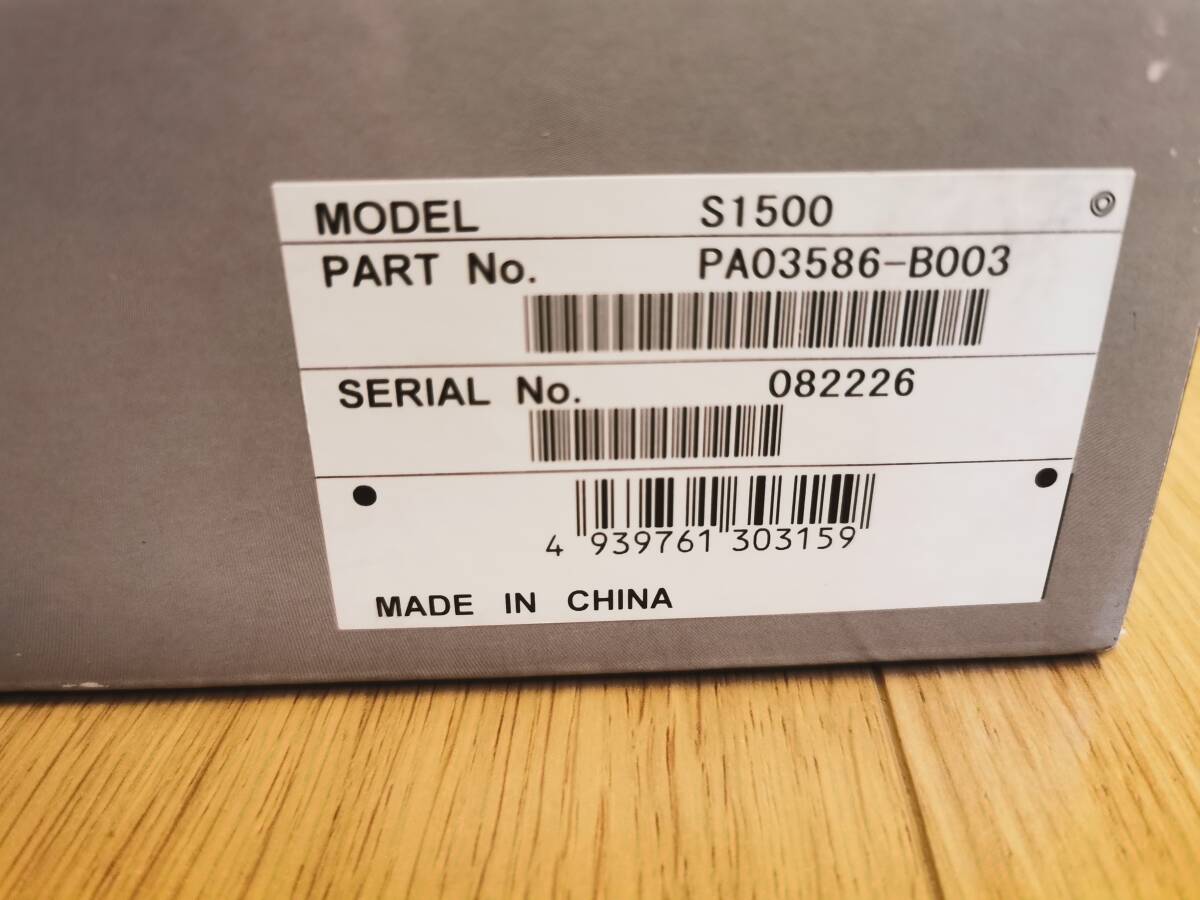 MODEL S1500
PART No. PA03586-B003
SERIAL No. 082226
4 939761 303159
MADE IN CHINA